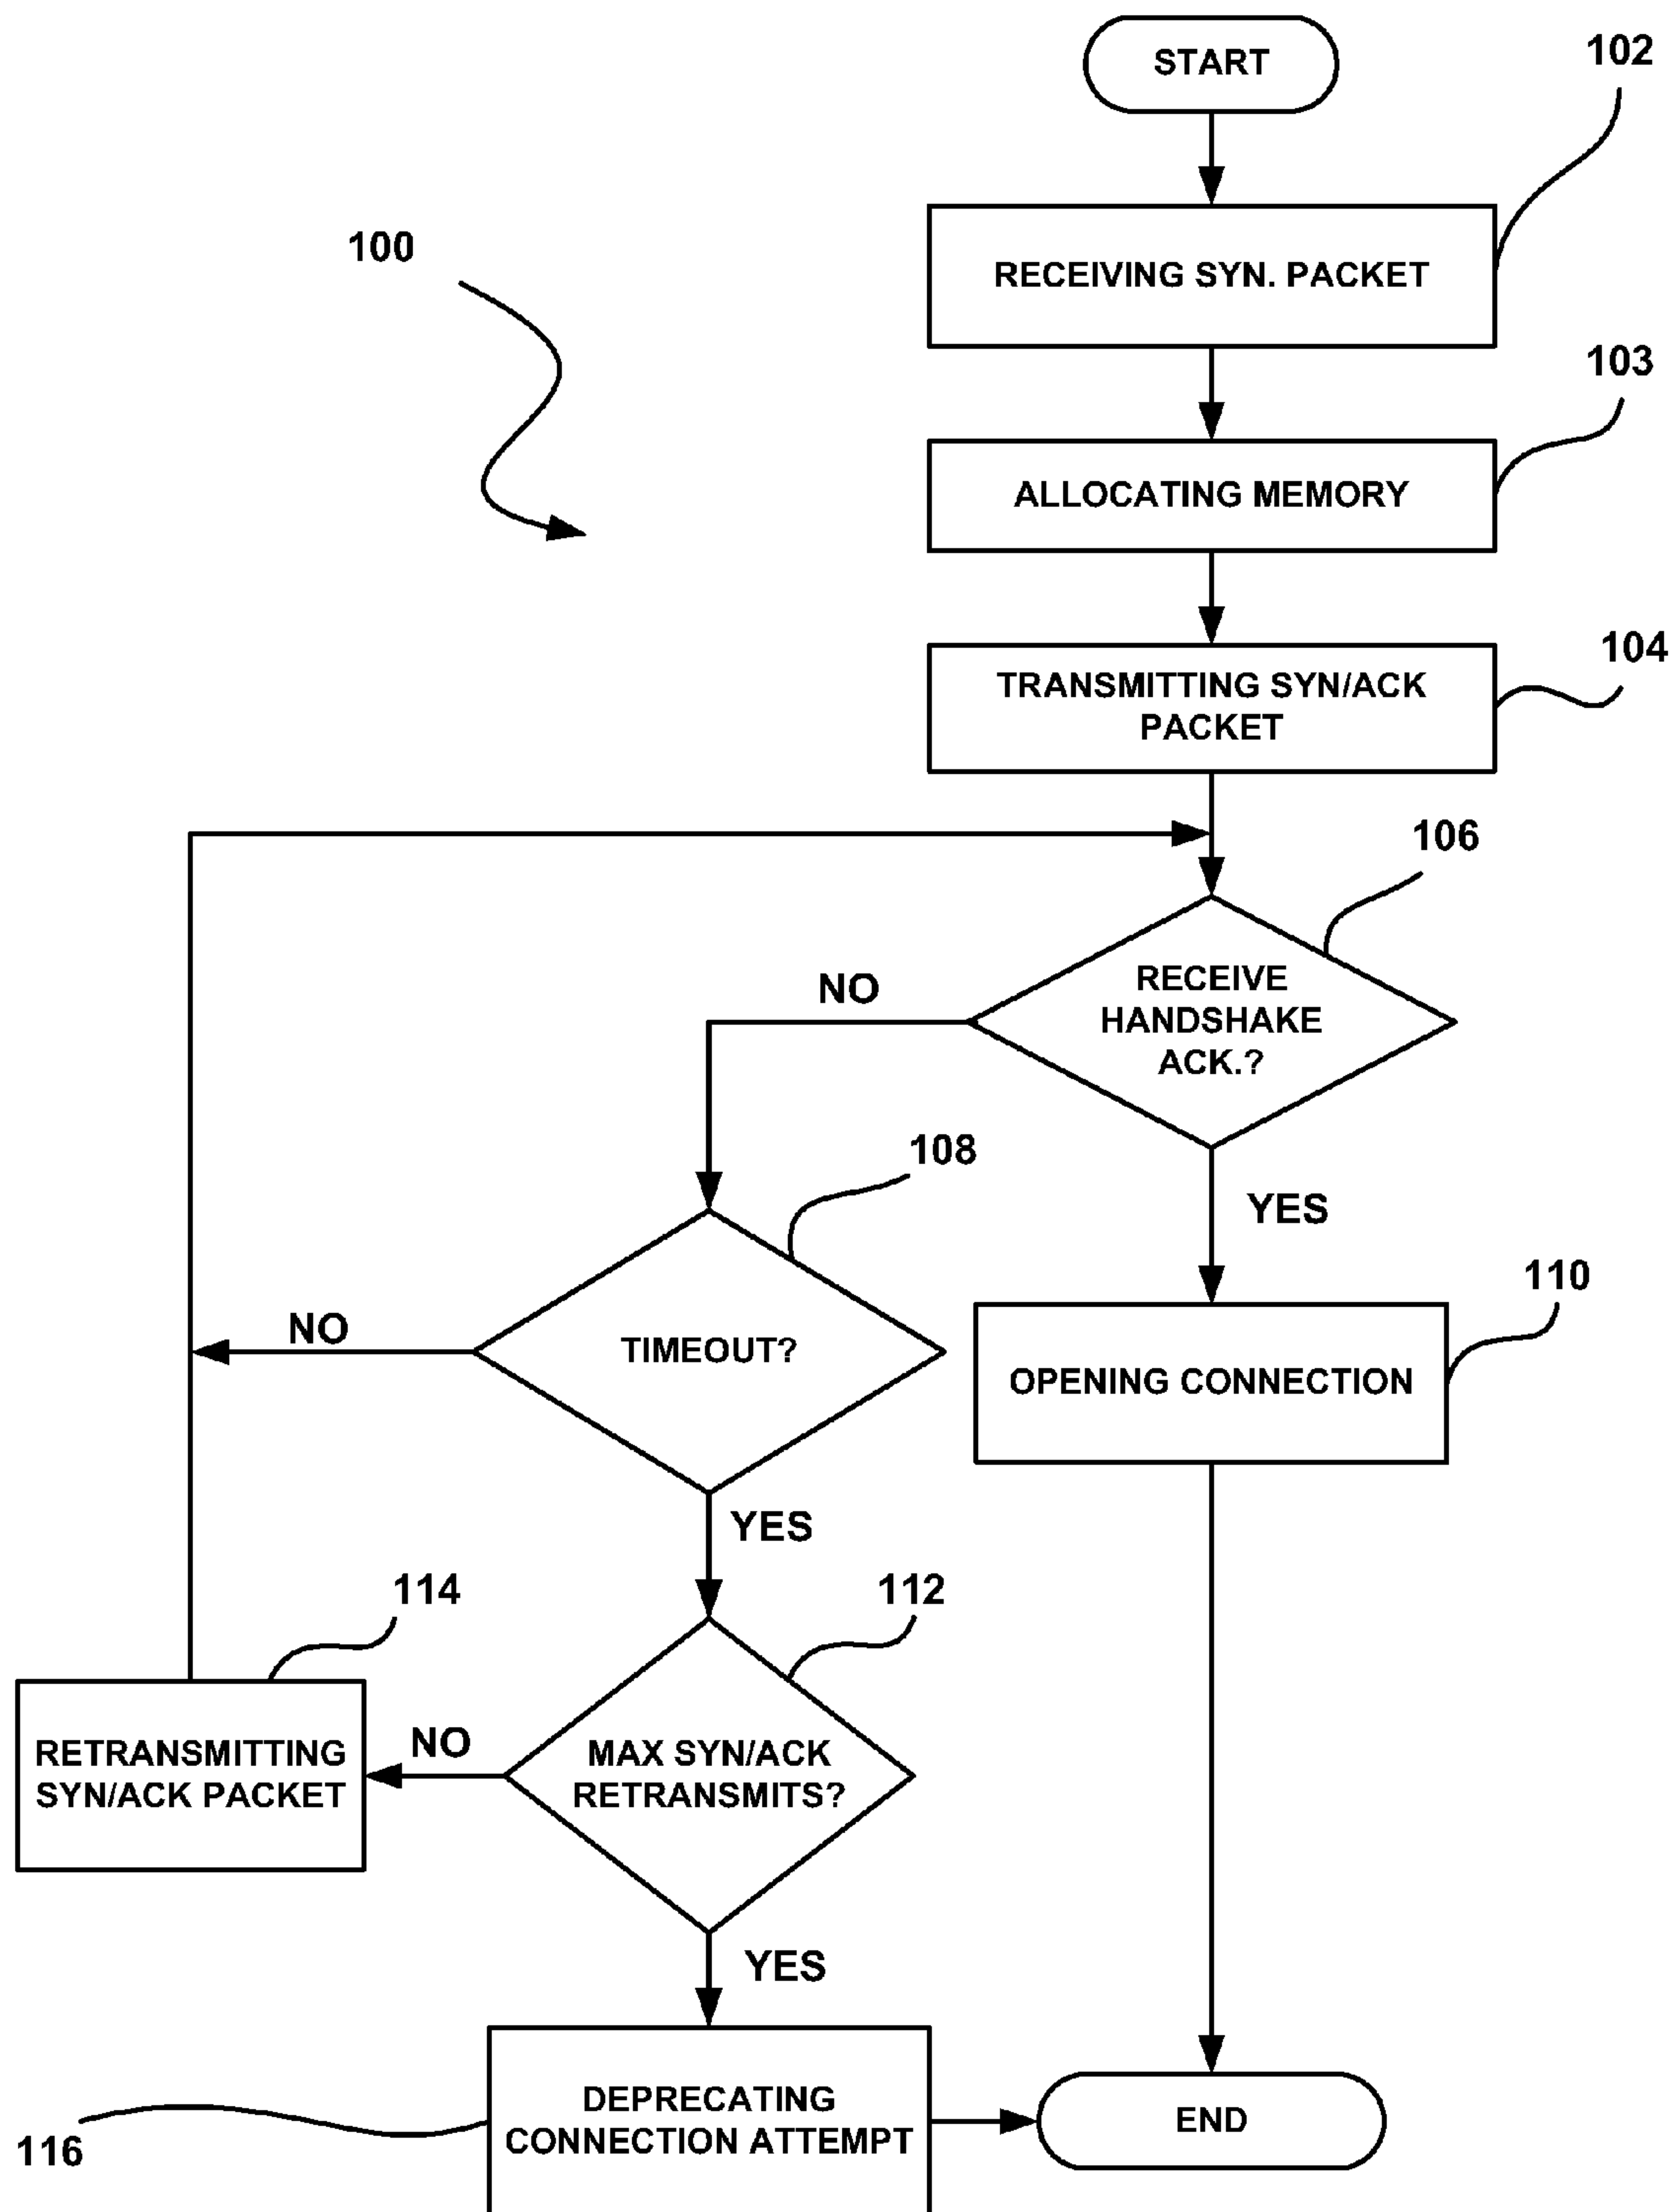 START
102
100
RECEIVING SYN. PACKET
103
ALLOCATING MEMORY
104
TRANSMITTING SYN/ACK
PACKET
106
NO
RECEIVE
HANDSHAKE
ACK.?
108
YES
110
NO
TIMEOUT?
OPENING CONNECTION
YES
114
112
RETRANSMITTING
SYN/ACK PACKET
NO
MAX SYN/ACK
RETRANSMITS?
YES
DEPRECATING
CONNECTION ATTEMPT
END
116